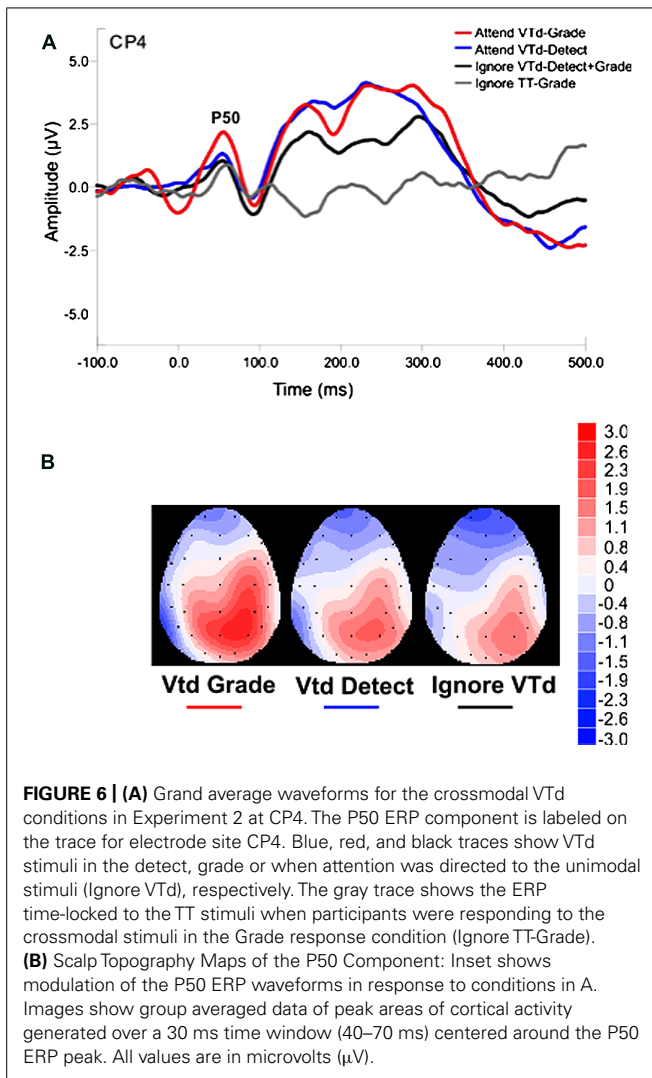 A
CP4
Attend VTd-Grade
Attend VTd-Detect
Ignore VTd-Detect+Grade
Ignore TT-Grade
P50
5.0
2.5
0.0
-2.5
-5.0
Amplitude (µV)
-100.0 0.0 100.0 200.0 300.0 400.0 500.0
Time (ms)
B
Vtd Grade Vtd Detect Ignore VTd
3.0
2.6
2.3
1.9
1.5
1.1
0.8
0.4
0
-0.4
-0.8
-1.1
-1.5
-1.9
-2.3
-2.6
-3.0
FIGURE 6 | (A) Grand average waveforms for the crossmodal VTd
conditions in Experiment 2 at CP4. The P50 ERP component is labeled on
the trace for electrode site CP4. Blue, red, and black traces show VTd
stimuli in the detect, grade or when attention was directed to the unimodal
stimuli (Ignore VTd), respectively. The gray trace shows the ERP
time-locked to the TT stimuli when participants were responding to the
crossmodal stimuli in the Grade response condition (Ignore TT-Grade).
(B) Scalp Topography Maps of the P50 Component: Inset shows
modulation of the P50 ERP waveforms in response to conditions in A.
Images show group averaged data of peak areas of cortical activity
generated over a 30 ms time window (40–70 ms) centered around the P50
ERP peak. All values are in microvolts (µV).